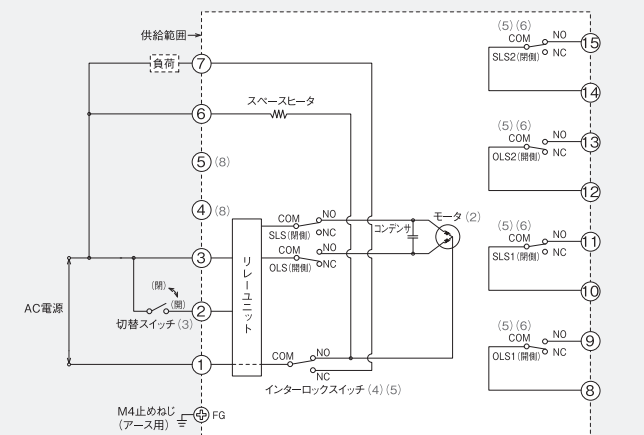 供給範囲
負荷
⑦
スペースヒータ
⑥
⑤ (8)
④ (8)
③
AC電源
(閉)
(開)
切替スイッチ(3)
②
①
リレーユニット
COM
NO
NC
SLS(閉側)
COM
NO
NC
OLS(開側)
コンデンサ
モータ(2)
COM
NO
NC
インターロックスイッチ(4)(5)
M4止めねじ
(アース用)
FG
(5)(6)
COM
NO
NC
SLS2(閉側)
⑮
⑭
(5)(6)
COM
NO
NC
OLS2(開側)
⑬
⑫
(5)(6)
COM
NO
NC
SLS1(閉側)
⑪
⑩
(5)(6)
COM
NO
NC
OLS1(開側)
⑨
⑧